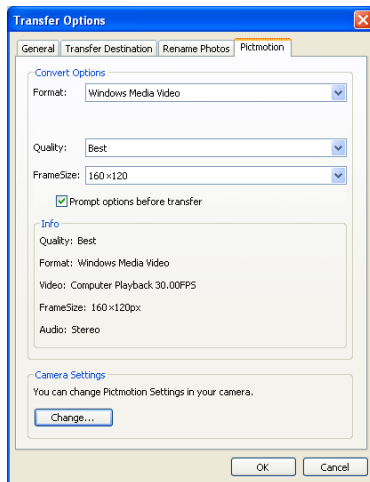 Transfer Options
General Transfer Destination Rename Photos Pictmotion
Convert Options
Format: Windows Media Video
Quality: Best
FrameSize: 160×120
Prompt options before transfer
Info
Quality: Best
Format: Windows Media Video
Video: Computer Playback 30.00FPS
FrameSize: 160×120px
Audio: Stereo
Camera Settings
You can change Pictmotion Settings in your camera.
Change...
OK Cancel